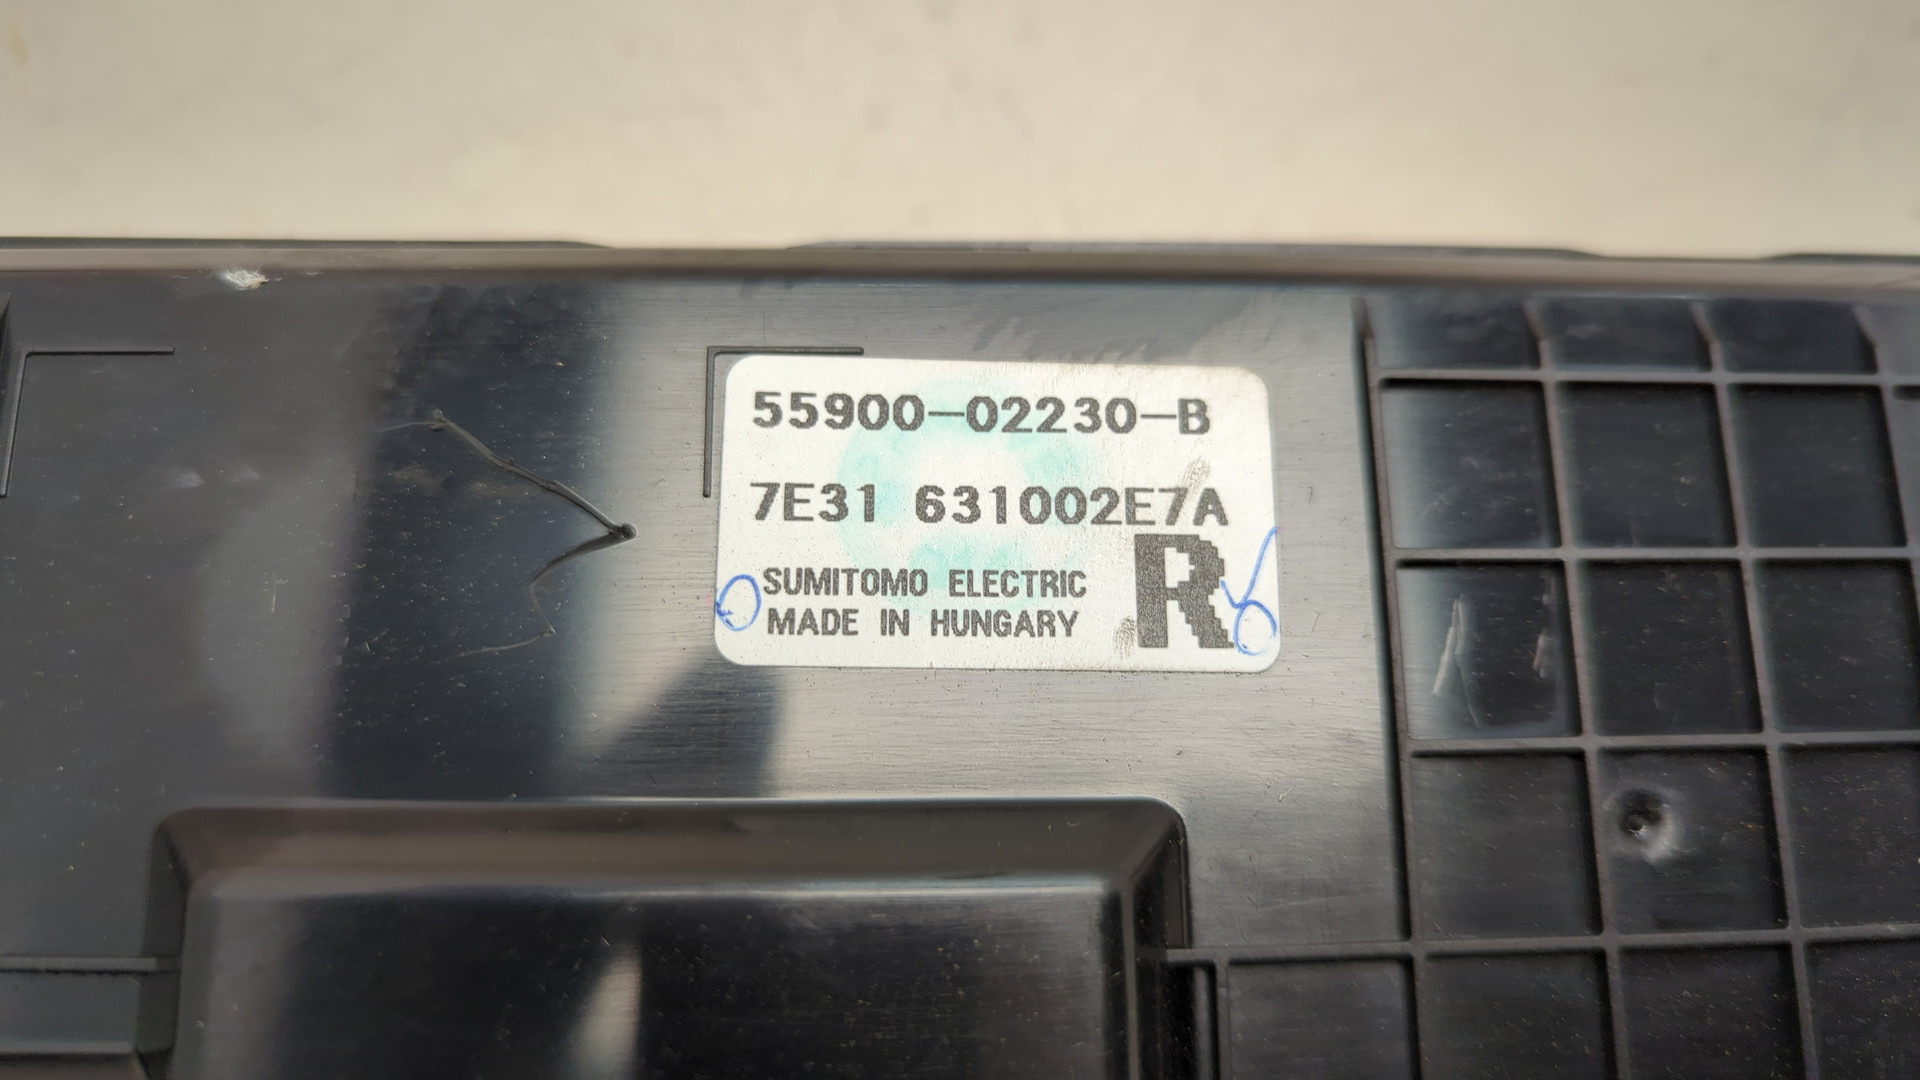 55900-02230-B
7E31 631002E7A
SUMITOMO ELECTRIC
MADE IN HUNGARY
R